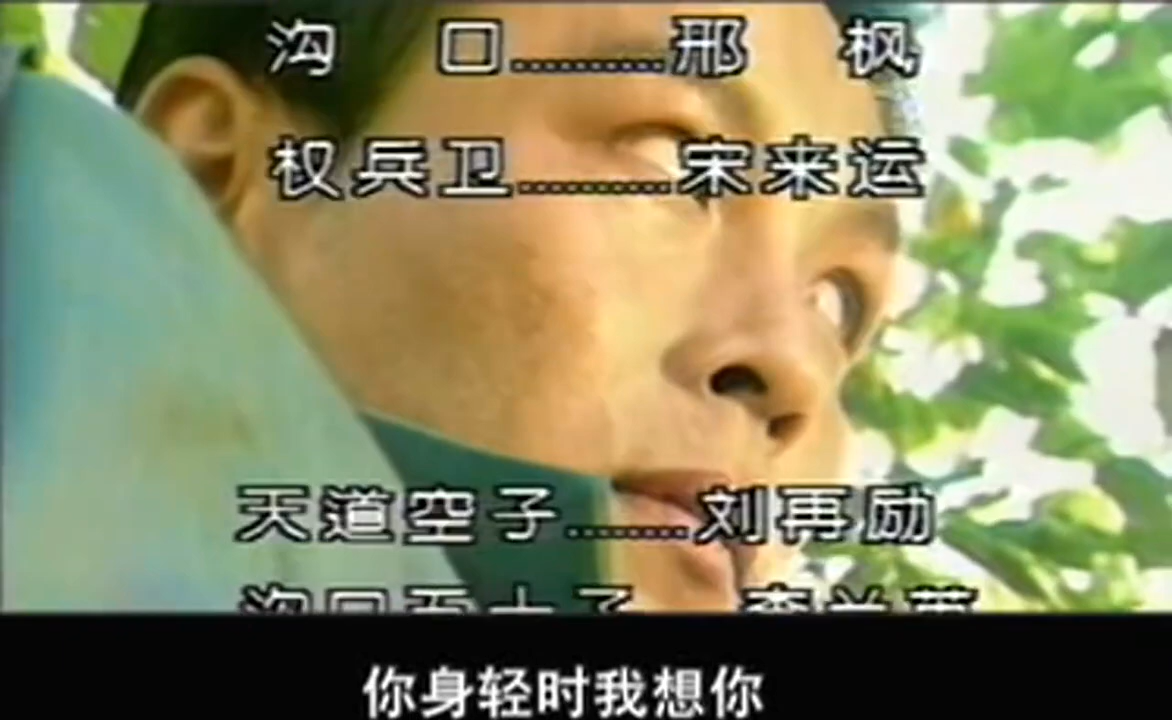 沟 口..........邢 枫
权兵卫..........宋来运
天道空子........刘再励
你身轻时我想你